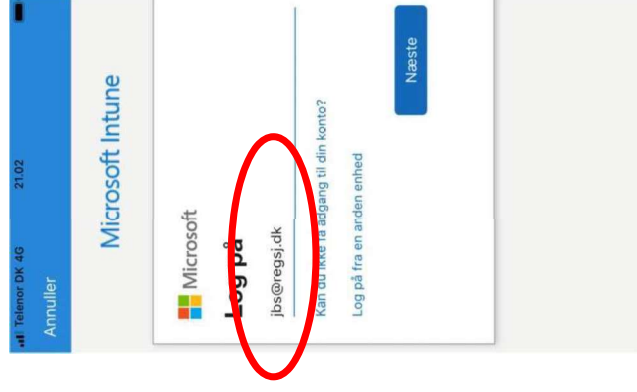 Telenor DK 4G 21.02
Annuller
Microsoft Intune
Microsoft
Log på
jbs@regsj.dk
Kan du ikke få adgang til din konto?
Log på fra en arden enhed
Næste